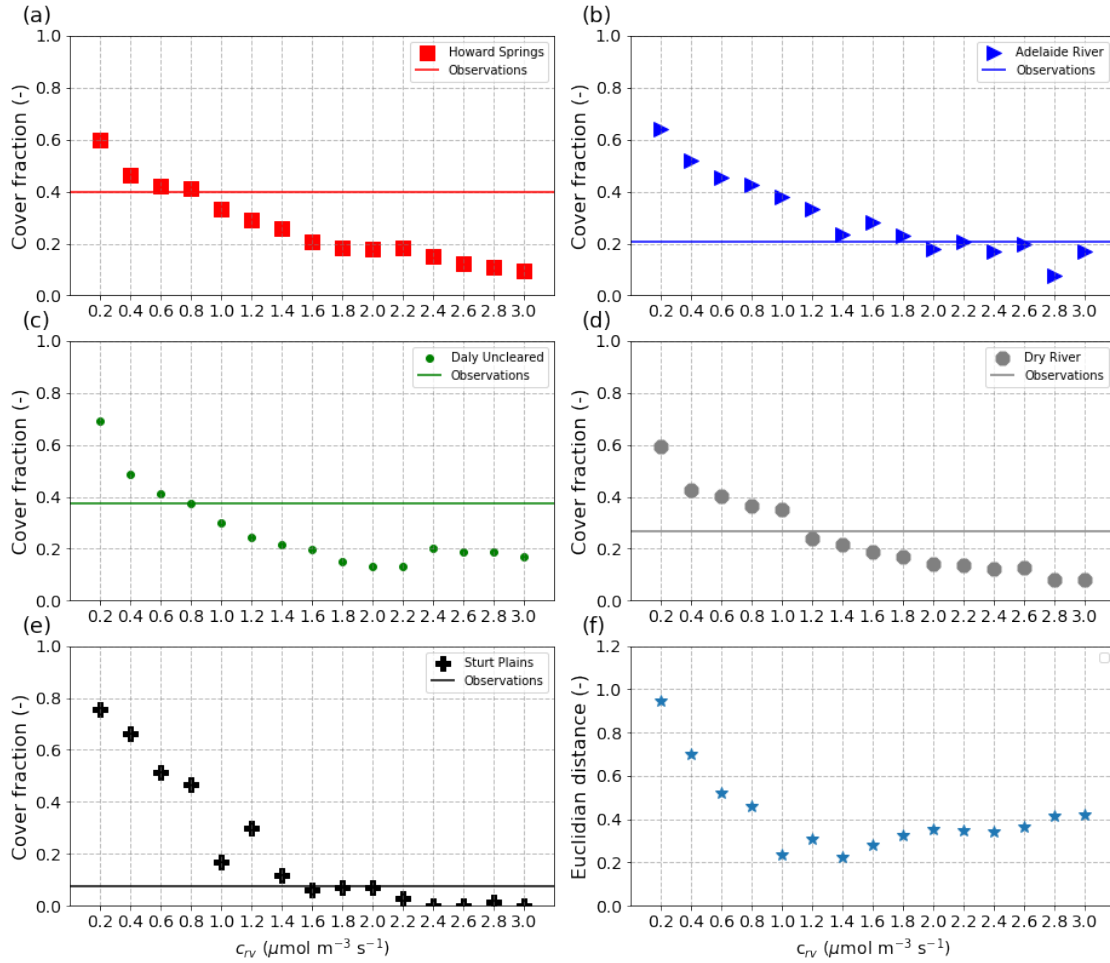 (a)
1.0
0.8
0.6
0.4
0.2
0.0
Cover fraction (-)
Howard Springs
Observations
0.2 0.4 0.6 0.8 1.0 1.2 1.4 1.6 1.8 2.0 2.2 2.4 2.6 2.8 3.0
(b)
1.0
0.8
0.6
0.4
0.2
0.0
Cover fraction (-)
Adelaide River
Observations
0.2 0.4 0.6 0.8 1.0 1.2 1.4 1.6 1.8 2.0 2.2 2.4 2.6 2.8 3.0
(c)
1.0
0.8
0.6
0.4
0.2
0.0
Cover fraction (-)
Daly Uncleared
Observations
0.2 0.4 0.6 0.8 1.0 1.2 1.4 1.6 1.8 2.0 2.2 2.4 2.6 2.8 3.0
(d)
1.0
0.8
0.6
0.4
0.2
0.0
Cover fraction (-)
Dry River
Observations
0.2 0.4 0.6 0.8 1.0 1.2 1.4 1.6 1.8 2.0 2.2 2.4 2.6 2.8 3.0
(e)
1.0
0.8
0.6
0.4
0.2
0.0
Cover fraction (-)
Sturt Plains
Observations
0.2 0.4 0.6 0.8 1.0 1.2 1.4 1.6 1.8 2.0 2.2 2.4 2.6 2.8 3.0
c_rv (μmol m⁻³ s⁻¹)
(f)
1.2
1.0
0.8
0.6
0.4
0.2
0.0
Euclidian distance (-)
0.2 0.4 0.6 0.8 1.0 1.2 1.4 1.6 1.8 2.0 2.2 2.4 2.6 2.8 3.0
c_rv (μmol m⁻³ s⁻¹)